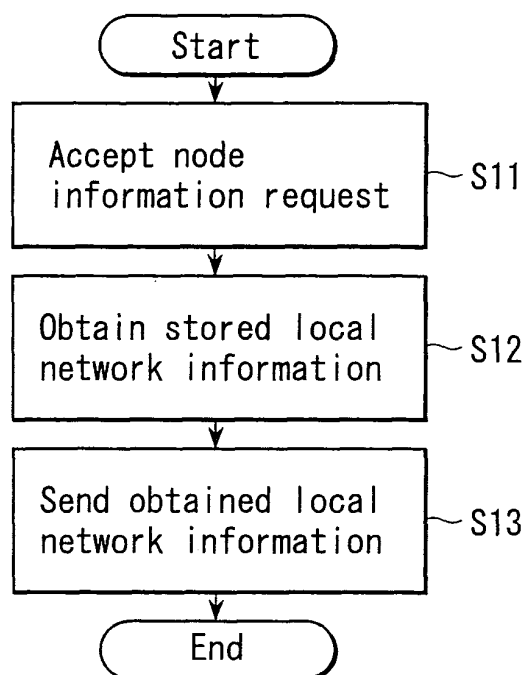 Start
Accept node
information request
S11
Obtain stored local
network information
S12
Send obtained local
network information
S13
End